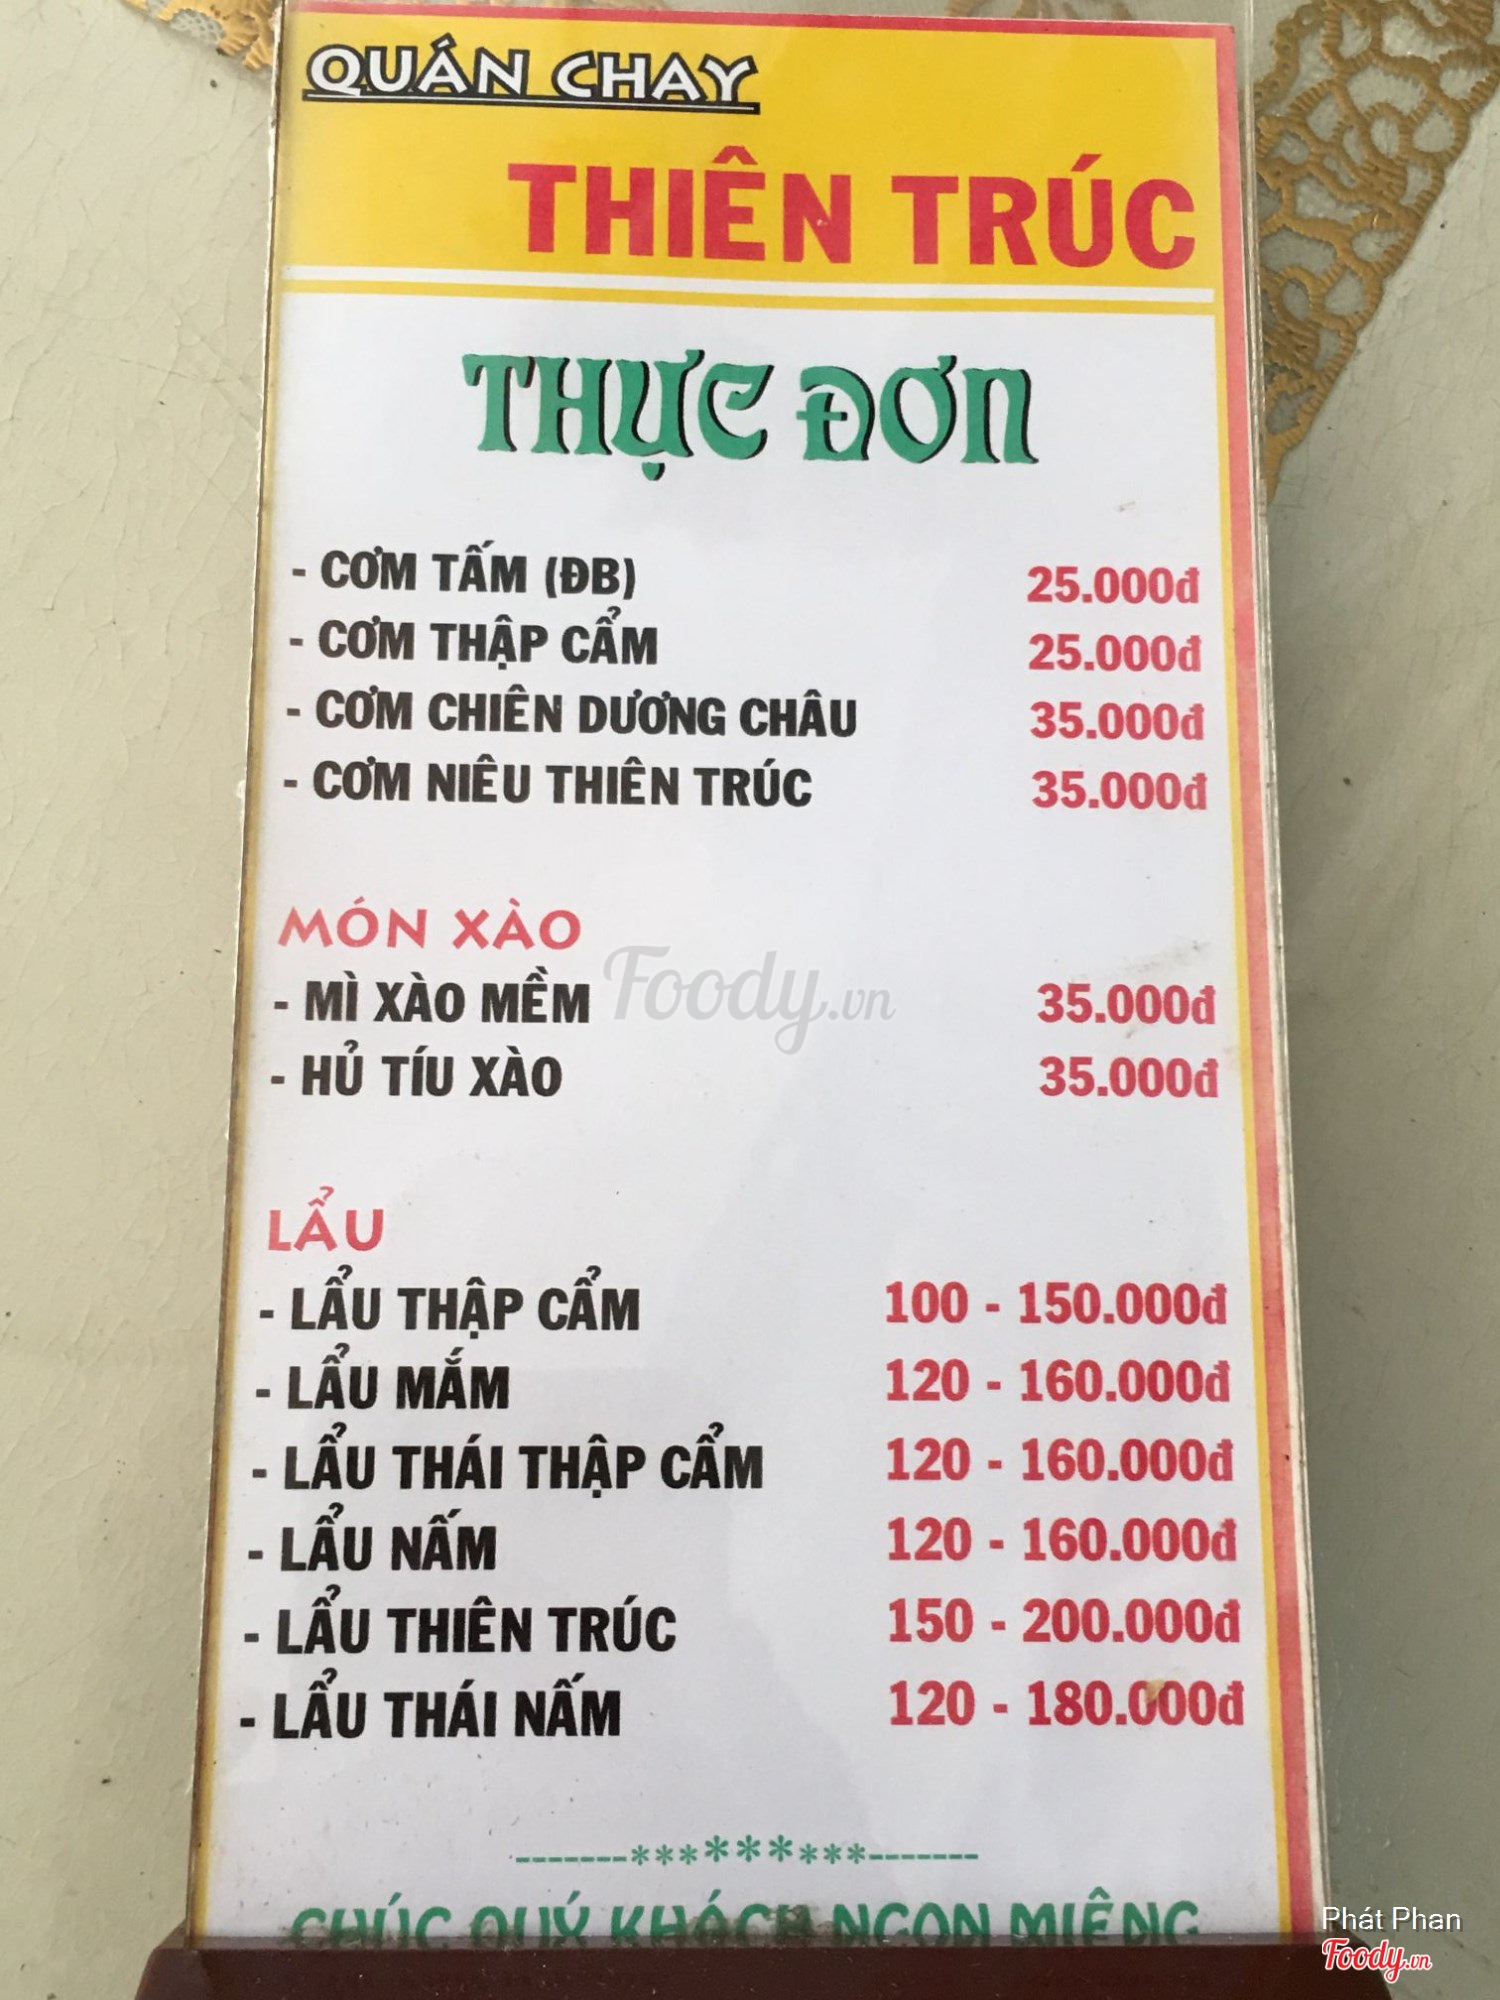 QUÁN CHAY
THIÊN TRÚC
THỰC ĐƠN
- CƠM TẤM (ĐB) 25.000đ
- CƠM THẬP CẨM 25.000đ
- CƠM CHIÊN DƯƠNG CHÂU 35.000đ
- CƠM NIÊU THIÊN TRÚC 35.000đ
MÓN XÀO
- MÌ XÀO MỀM 35.000đ
- HỦ TÍU XÀO 35.000đ
LẨU
- LẨU THẬP CẨM 100 - 150.000đ
- LẨU MẮM 120 - 160.000đ
- LẨU THÁI THẬP CẨM 120 - 160.000đ
- LẨU NẤM 120 - 160.000đ
- LẨU THIÊN TRÚC 150 - 200.000đ
- LẨU THÁI NẤM 120 - 180.000đ
-------*********-------
CHÚC QUÝ KHÁCH NGON MIỆNG
Foody.vn
Phát Phan
Foody.vn